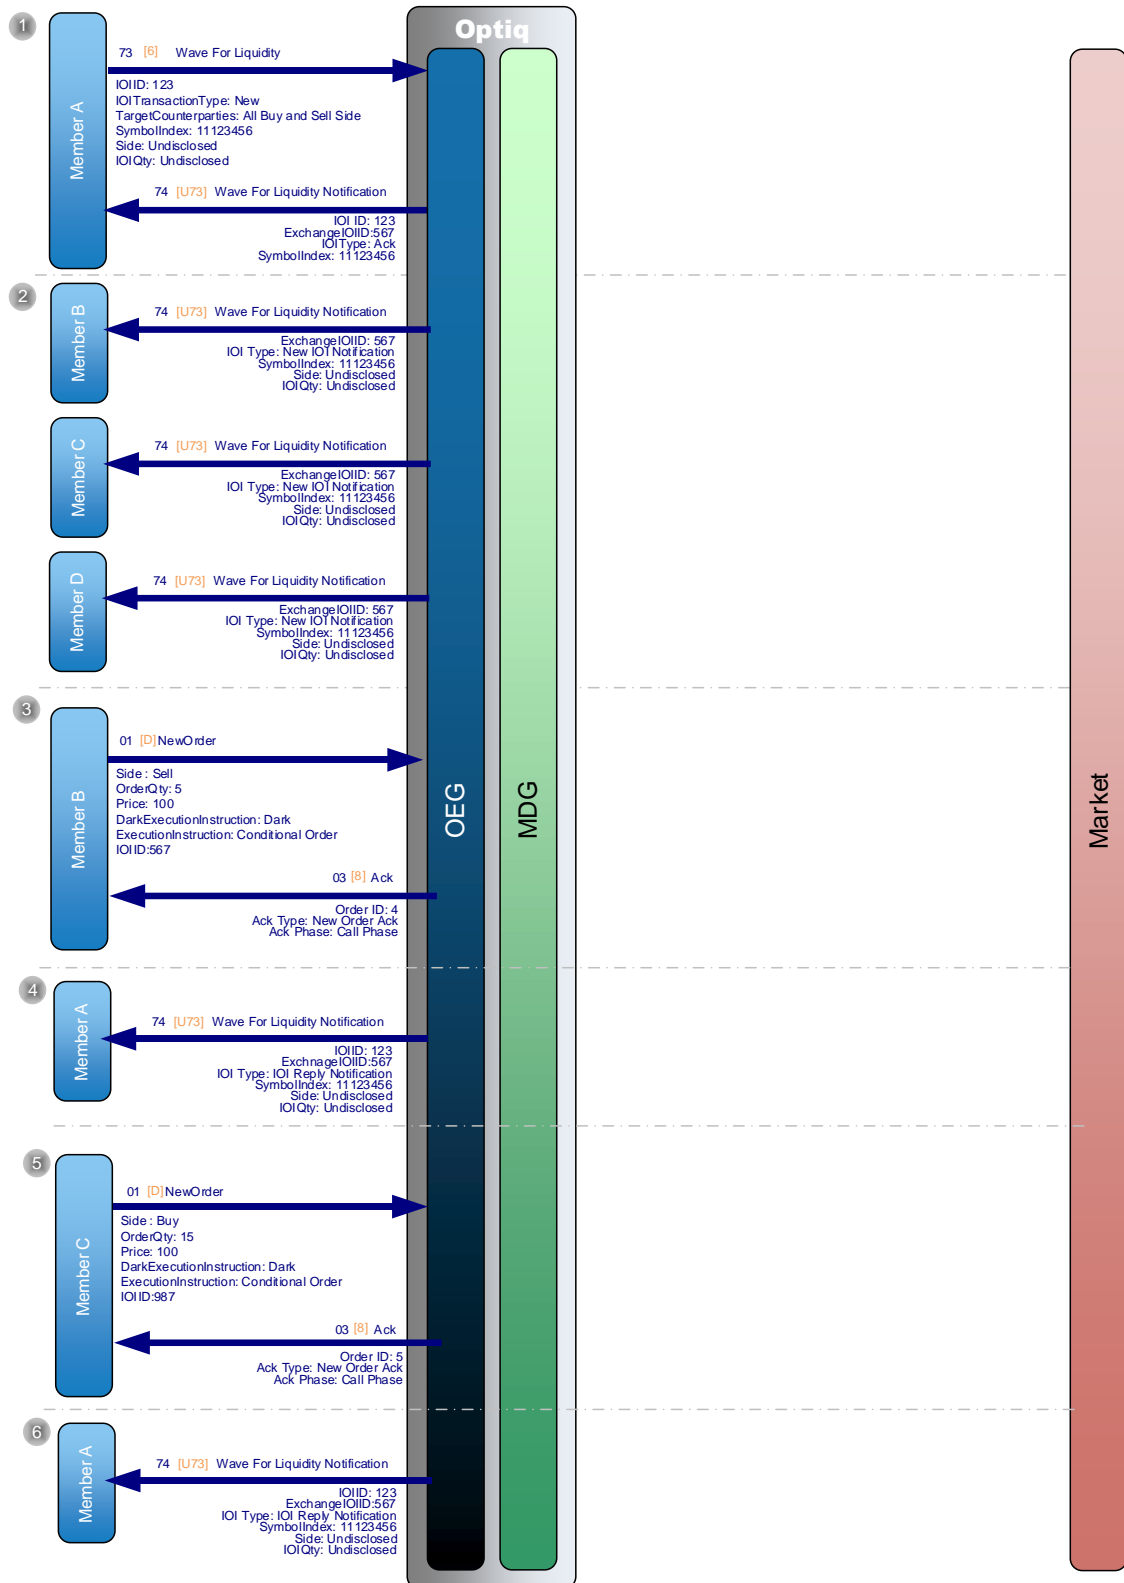 Optiq
OEG
MDG
Market
1
Member A
73 [6] Wave For Liquidity
IOIID: 123
IOITransactionType: New
TargetCounterparties: All Buy and Sell Side
SymbolIndex: 11123456
Side: Undisclosed
IOIQty: Undisclosed
74 [U73] Wave For Liquidity Notification
IOI ID: 123
ExchangeIOIID:567
IOIType: Ack
SymbolIndex: 11123456
2
Member B
74 [U73] Wave For Liquidity Notification
ExchangeIOIID: 567
IOI Type: New IOI Notification
SymbolIndex: 11123456
Side: Undisclosed
IOIQty: Undisclosed
Member C
74 [U73] Wave For Liquidity Notification
ExchangeIOIID: 567
IOI Type: New IOI Notification
SymbolIndex: 11123456
Side: Undisclosed
IOIQty: Undisclosed
Member D
74 [U73] Wave For Liquidity Notification
ExchangeIOIID: 567
IOI Type: New IOI Notification
SymbolIndex: 11123456
Side: Undisclosed
IOIQty: Undisclosed
3
Member B
01 [D] NewOrder
Side : Sell
OrderQty: 5
Price: 100
DarkExecutionInstruction: Dark
ExecutionInstruction: Conditional Order
IOIID:567
03 [8] Ack
Order ID: 4
Ack Type: New Order Ack
Ack Phase: Call Phase
4
Member A
74 [U73] Wave For Liquidity Notification
IOIID: 123
ExchnageIOIID:567
IOI Type: IOI Reply Notification
SymbolIndex: 11123456
Side: Undisclosed
IOIQty: Undisclosed
5
Member C
01 [D] NewOrder
Side : Buy
OrderQty: 15
Price: 100
DarkExecutionInstruction: Dark
ExecutionInstruction: Conditional Order
IOIID:987
03 [8] Ack
Order ID: 5
Ack Type: New Order Ack
Ack Phase: Call Phase
6
Member A
74 [U73] Wave For Liquidity Notification
IOIID: 123
ExchangeIOIID:567
IOI Type: IOI Reply Notification
SymbolIndex: 11123456
Side: Undisclosed
IOIQty: Undisclosed